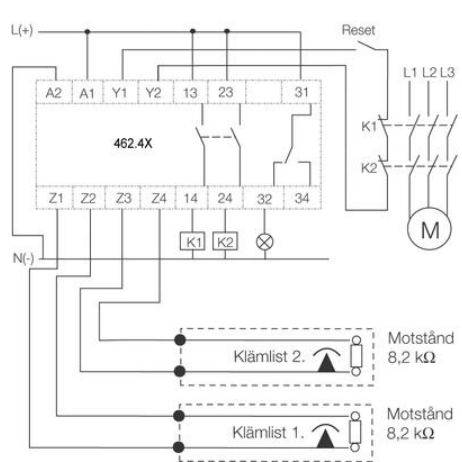 L(+)
Reset
L1 L2 L3
A2 A1 Y1 Y2 13 23 31
K1
462.4X
K2
Z1 Z2 Z3 Z4 14 24 32 34
M
K1 K2
N(-)
Klämlist 2.
Motstånd
8,2 kΩ
Klämlist 1.
Motstånd
8,2 kΩ